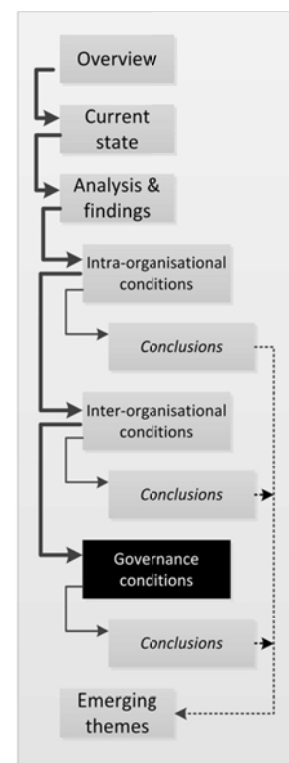 Overview
Current
state
Analysis &
findings
Intra-organisational
conditions
Conclusions
Inter-organisational
conditions
Conclusions
Governance
conditions
Conclusions
Emerging
themes